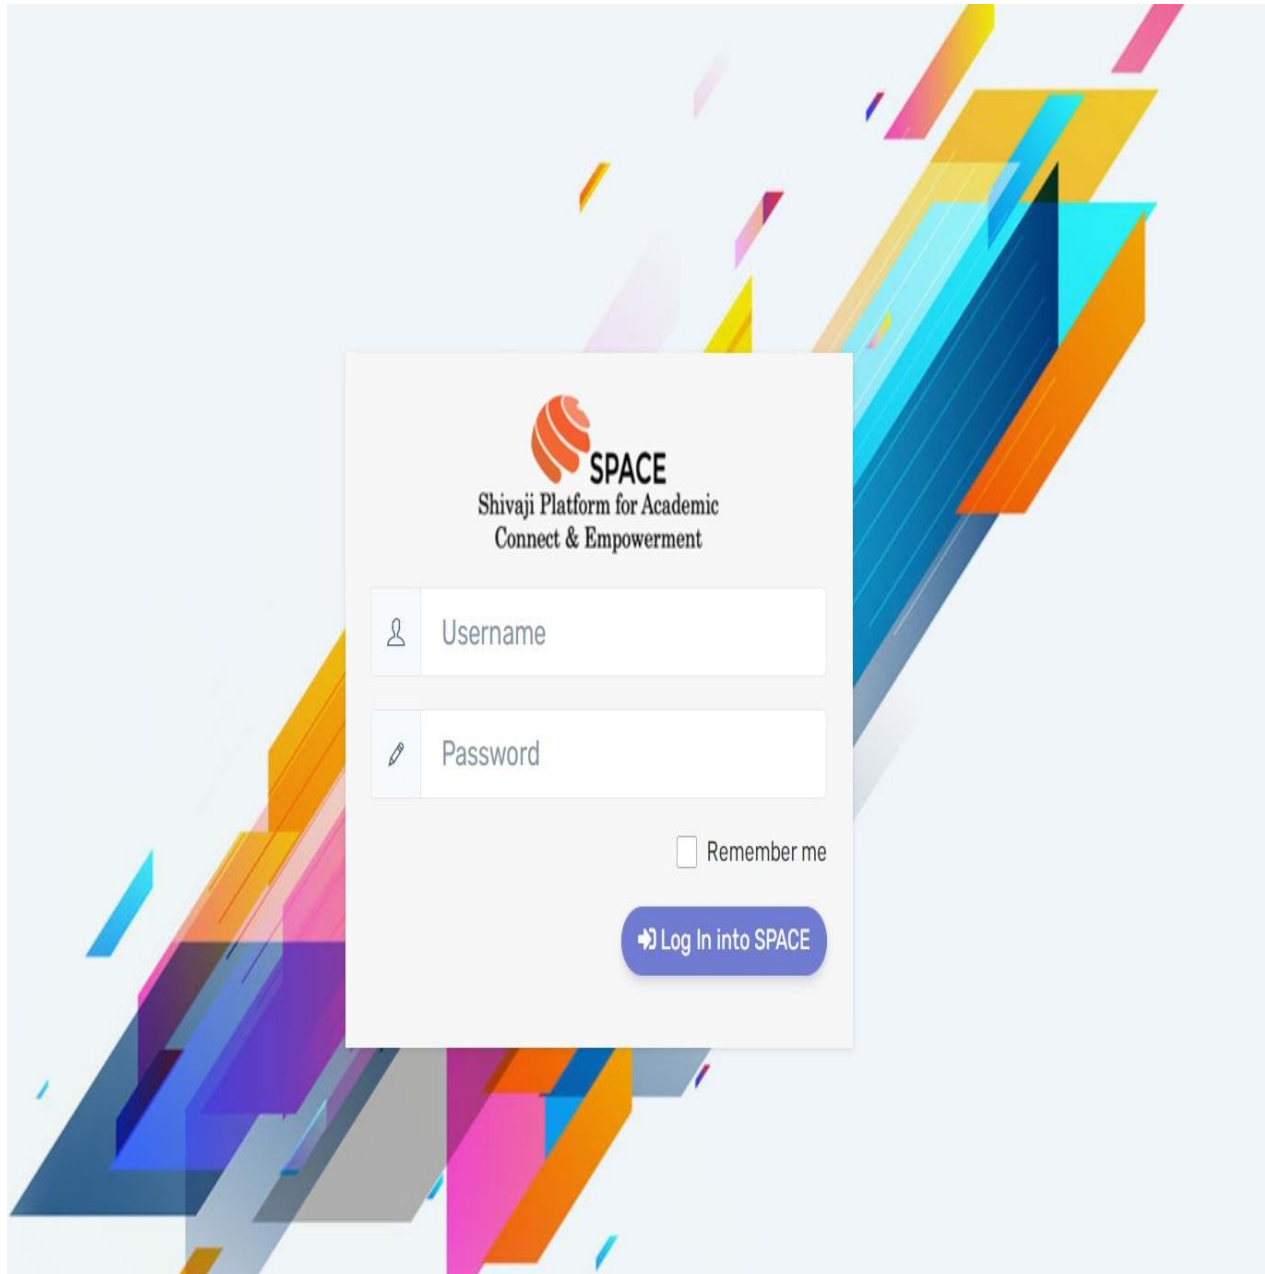 SPACE
Shivaji Platform for Academic
Connect & Empowerment
Username
Password
Remember me
Log In into SPACE